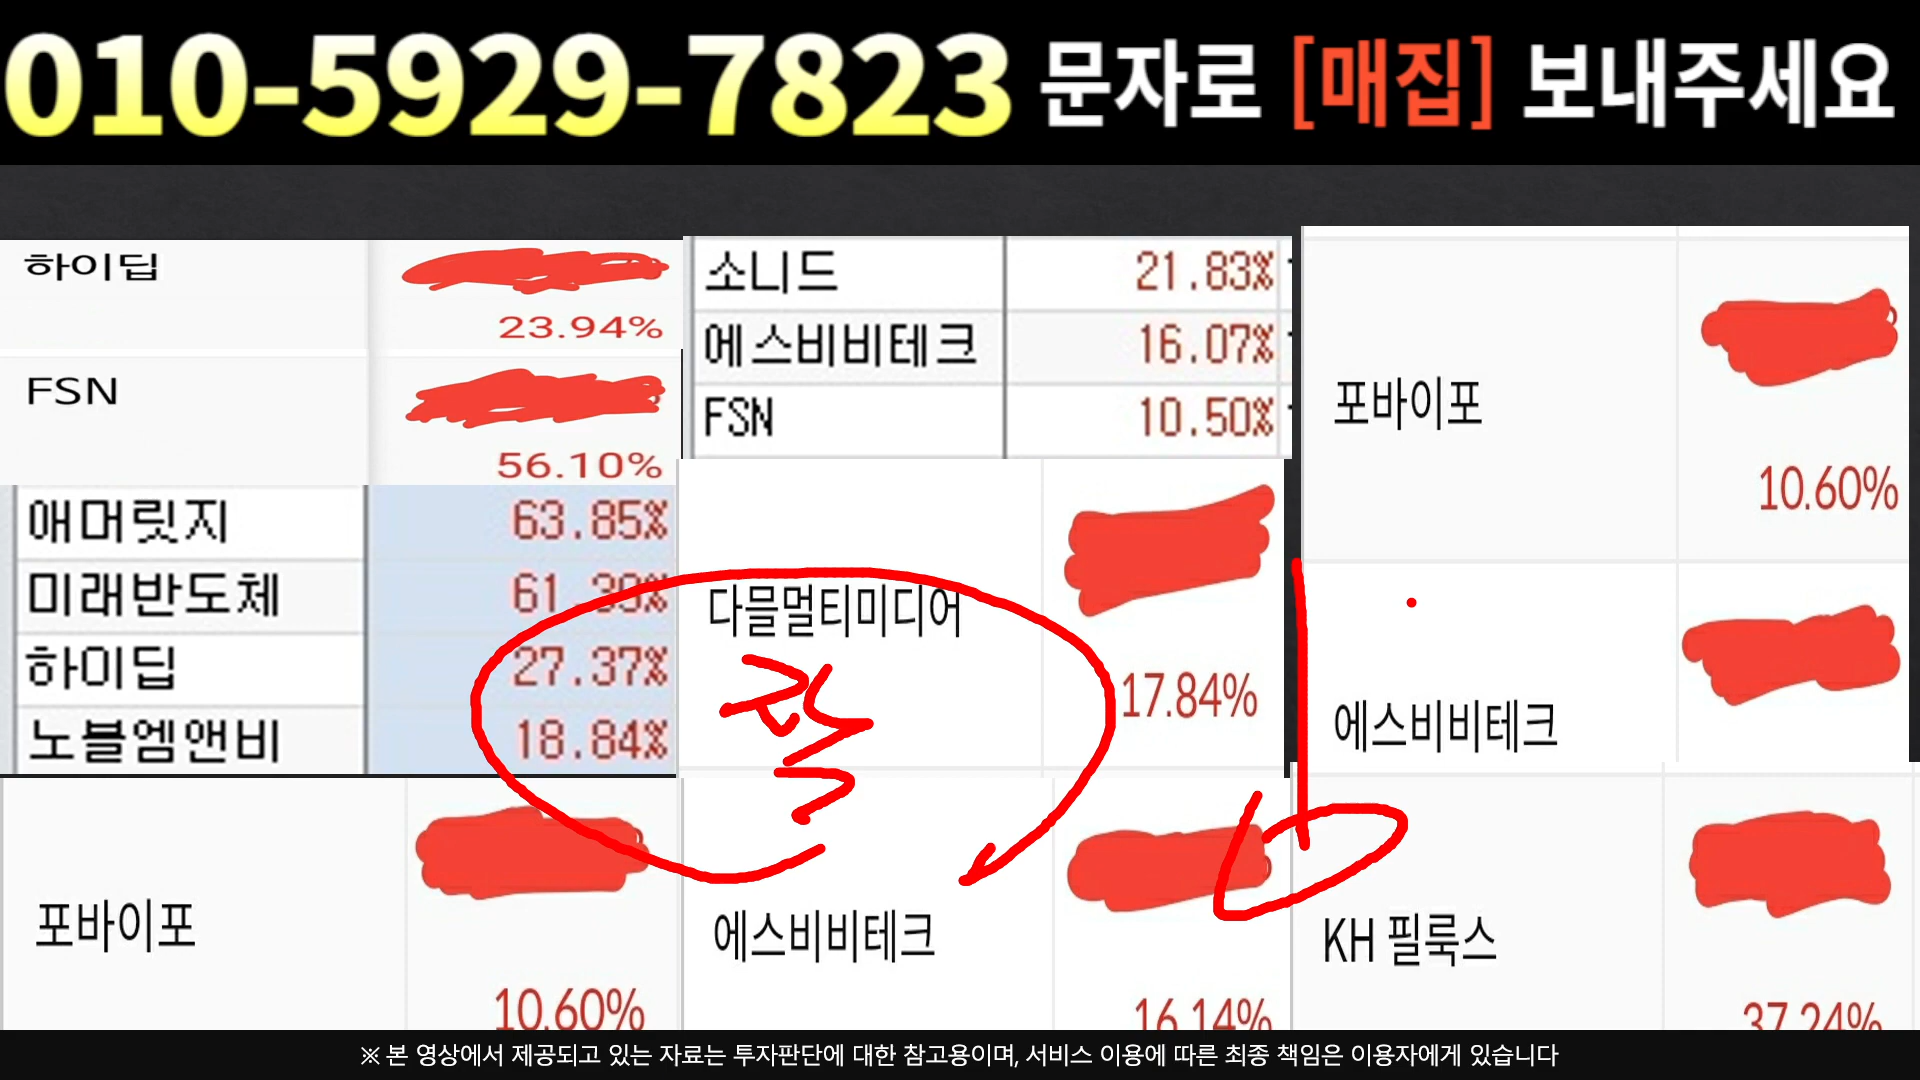 010-5929-7823 문자로 [매집] 보내주세요
하이딥
23.94%
FSN
56.10%
애머릿지 63.85%
미래반도체 61.39%
하이딥 27.37%
노블엠앤비 18.84%
소니드 21.83%
에스비비테크 16.07%
FSN 10.50%
다믈멀티미디어
17.84%
포바이포
10.60%
에스비비테크
포바이포
10.60%
에스비비테크
16.14%
KH 필룩스
37.24%
※ 본 영상에서 제공되고 있는 자료는 투자판단에 대한 참고용이며, 서비스 이용에 따른 최종 책임은 이용자에게 있습니다